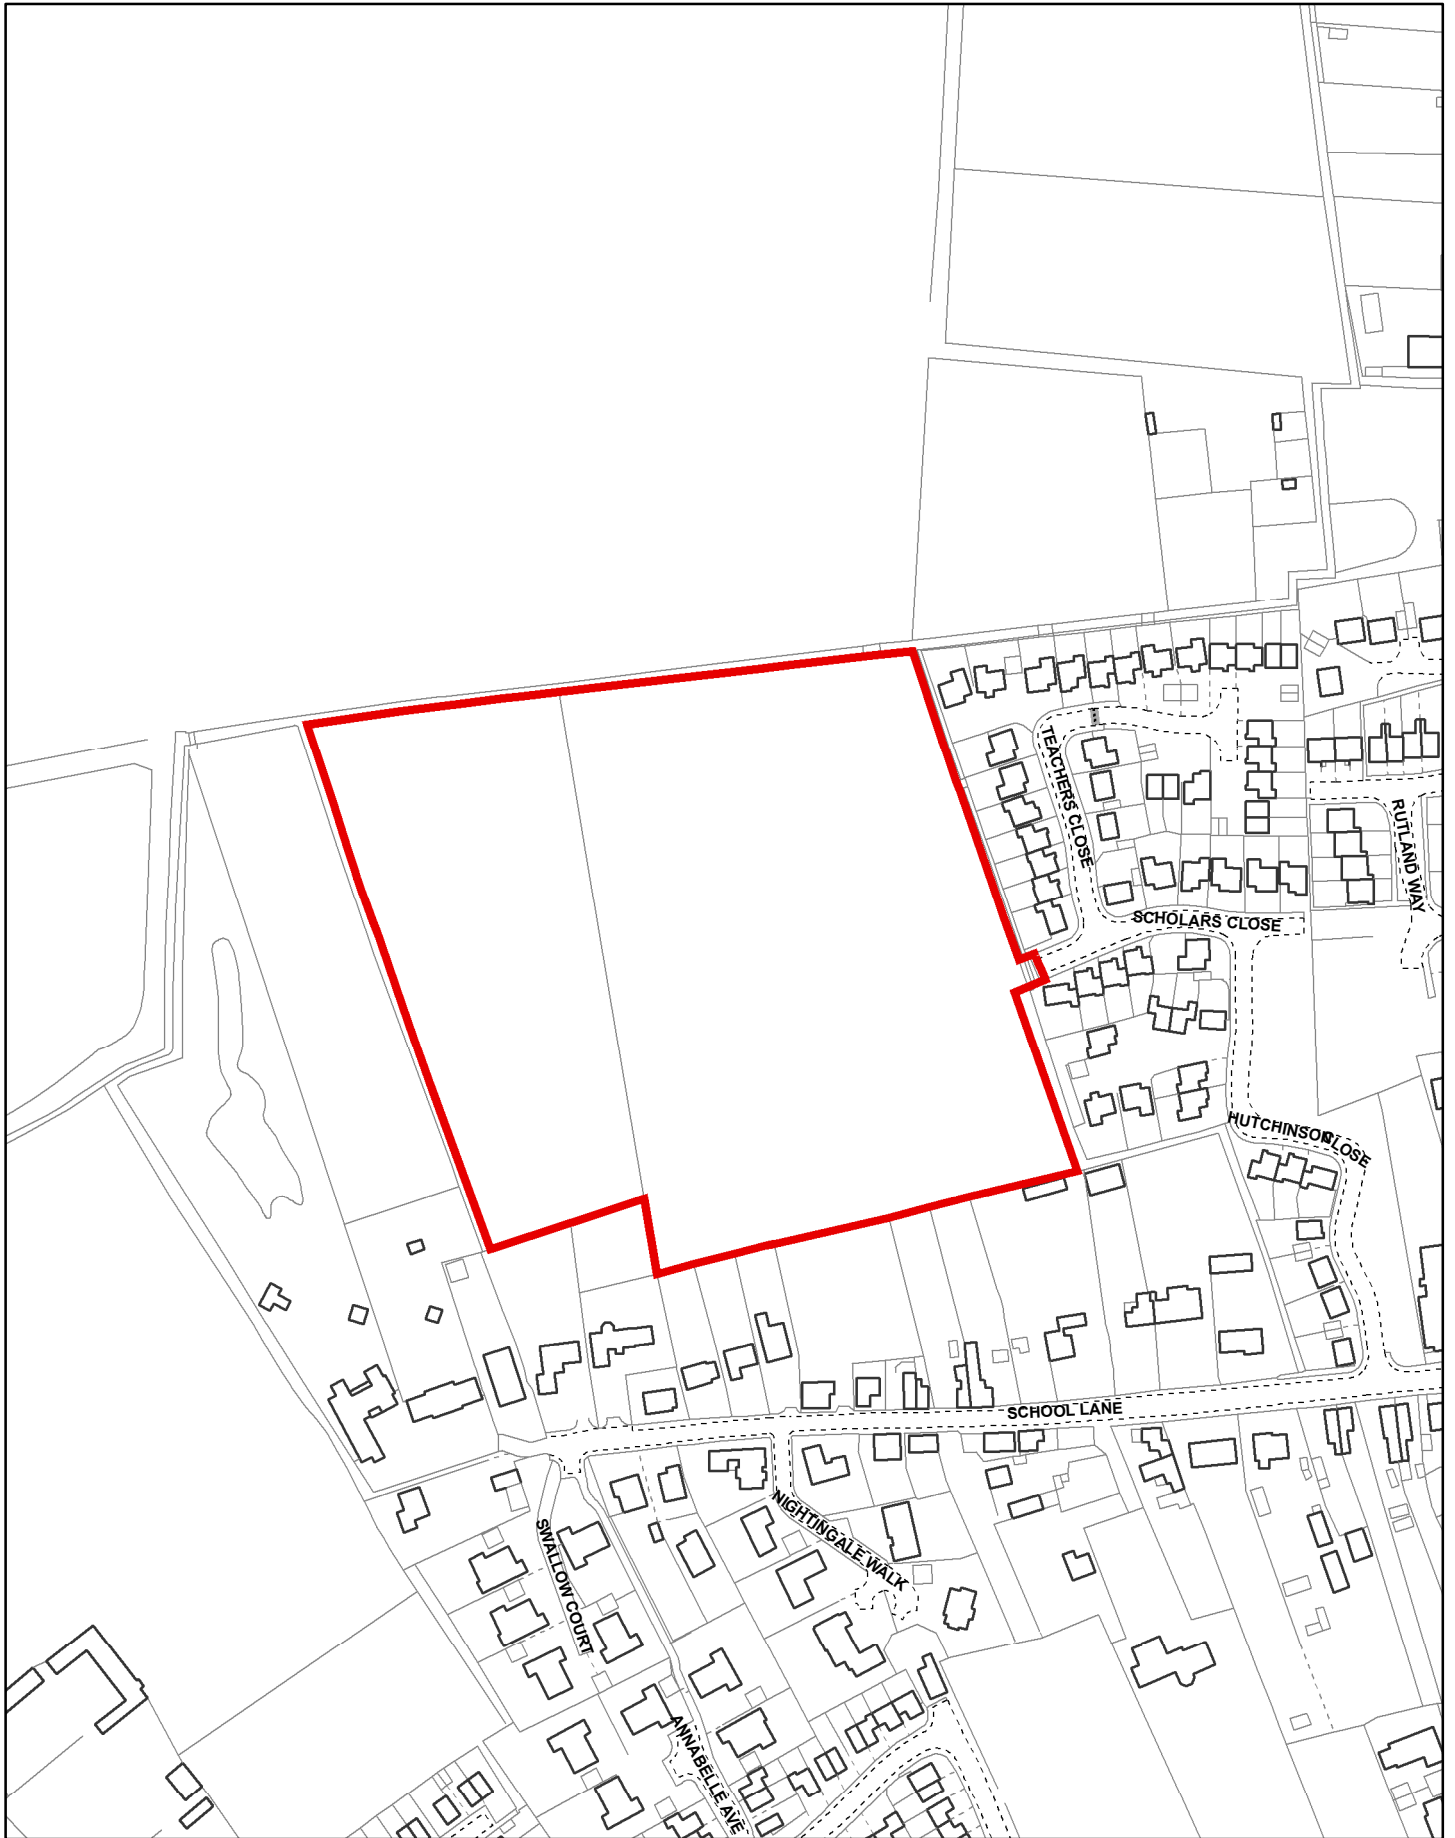 TEACHERS CLOSE
RUTLAND WAY
SCHOLARS CLOSE
HUTCHINSON CLOSE
SCHOOL LANE
NIGHTINGALE WALK
SWALLOW COURT
ANNABELLE AVE